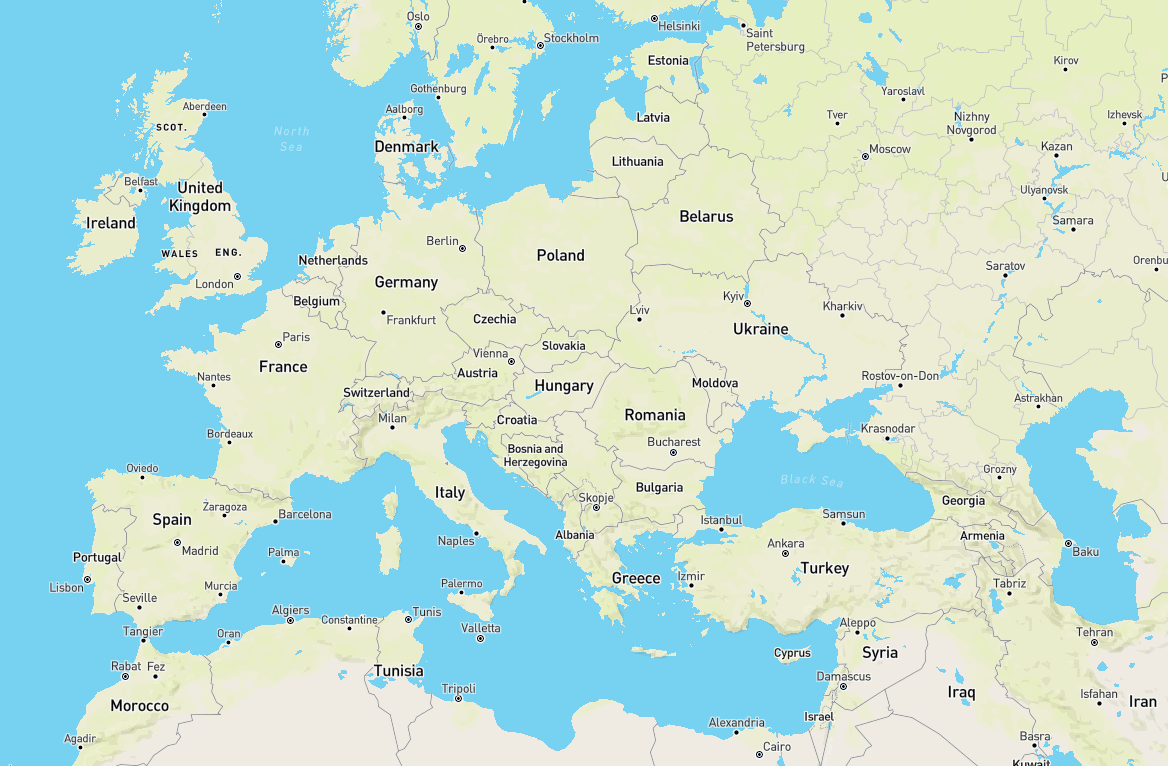 Oslo
Helsinki
Örebro
Stockholm
Saint
Petersburg
Estonia
Kirov
Gothenburg
Yaroslavl
Aberdeen
Aalborg
Latvia
Tver
Nizhny
Novgorod
Izhevsk
SCOT.
North
Sea
Denmark
Moscow
Kazan
Lithuania
Belfast
United
Kingdom
Ulyanovsk
Ireland
Belarus
Samara
WALES
ENG.
Berlin
Poland
Netherlands
Saratov
Orenbu
London
Germany
Belgium
Kyiv
Kharkiv
Lviv
Frankfurt
Czechia
Ukraine
Paris
Slovakia
Vienna
France
Austria
Nantes
Hungary
Moldova
Rostov-on-Don
Switzerland
Astrakhan
Milan
Croatia
Romania
Krasnodar
Bordeaux
Bucharest
Bosnia and
Herzegovina
Oviedo
Grozny
Black Sea
Italy
Bulgaria
Skopje
Georgia
Zaragoza
Barcelona
Spain
Istanbul
Samsun
Naples
Albania
Armenia
Madrid
Palma
Ankara
Baku
Portugal
Turkey
Lisbon
Murcia
Palermo
Greece
Izmir
Tabriz
Seville
Algiers
Constantine
Tunis
Tangier
Oran
Valletta
Aleppo
Tehran
Cyprus
Syria
Rabat
Fez
Tunisia
Damascus
Tripoli
Iraq
Isfahan
Iran
Morocco
Israel
Alexandria
Agadir
Cairo
Basra
Kuwait